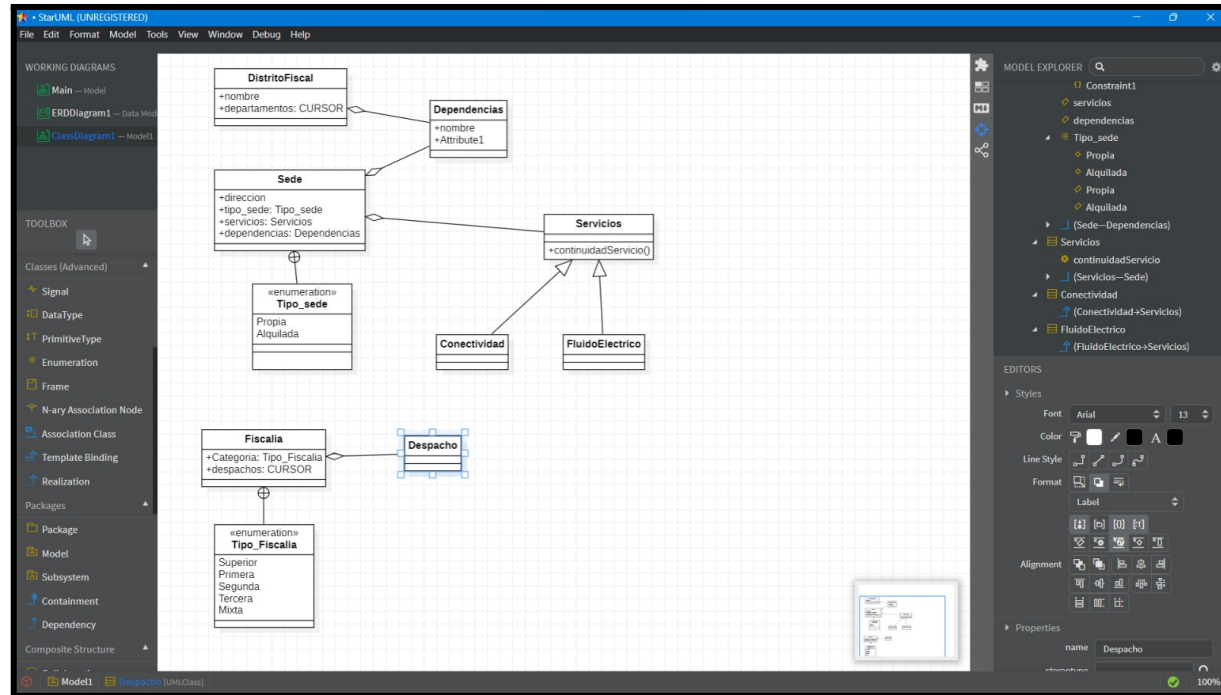 • StarUML (UNREGISTERED)
File Edit Format Model Tools View Window Debug Help
WORKING DIAGRAMS
Main — Model
ERDDiagram1 — Data Mod
ClassDiagram1 — Model1
TOOLBOX
Classes (Advanced)
Signal
DataType
PrimitiveType
Enumeration
Frame
N-ary Association Node
Association Class
Template Binding
Realization
Packages
Package
Model
Subsystem
Containment
Dependency
Composite Structure
DistritoFiscal
+nombre
+departamentos: CURSOR
Dependencias
+nombre
+Attribute1
Sede
+direccion
+tipo_sede: Tipo_sede
+servicios: Servicios
+dependencias: Dependencias
Servicios
+continuidadServicio()
«enumeration»
Tipo_sede
Propia
Alquilada
Conectividad
FluidoElectrico
Fiscalia
+Categoria: Tipo_Fiscalia
+despachos: CURSOR
Despacho
«enumeration»
Tipo_Fiscalia
Superior
Primera
Segunda
Tercera
Mixta
MODEL EXPLORER
Constraint1
servicios
dependencias
Tipo_sede
Propia
Alquilada
Propia
Alquilada
(Sede—Dependencias)
Servicios
continuidadServicio
(Servicios—Sede)
Conectividad
(Conectividad→Servicios)
FluidoElectrico
(FluidoElectrico→Servicios)
EDITORS
Styles
Font Arial 13
Color A
Line Style
Format
Label
Alignment
Properties
name Despacho
Model1 Despacho [UMLClass]
100%